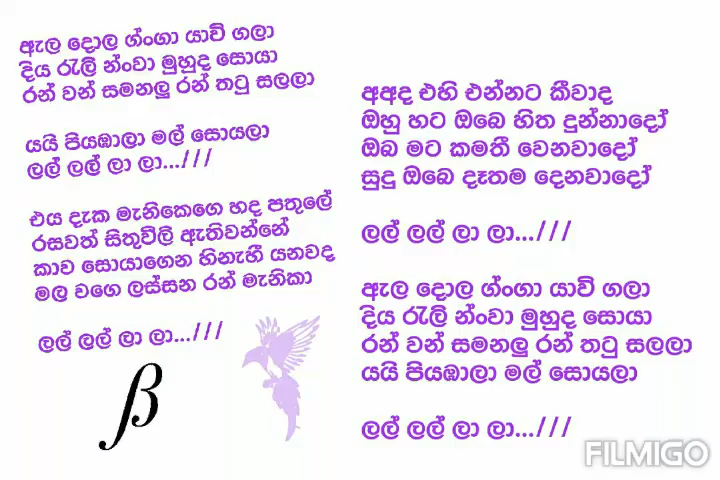 ඇල දොල ග්ංගා යාවි ගලා
දිය රැලි න්ංවා මුහුද සොයා
රන් වන් සමනලූ රන් තටු සලලා
යයි පියඹාලා මල් සොයලා
ලල් ලල් ලා ලා...///
එය දැක මැනිකෙගෙ හද පතුලේ
රසවත් සිතුවිලි ඇතිවන්නේ
කාව සොයාගෙන හිනැහී යනවද
මල වගෙ ලස්සන රන් මැනිකා
ලල් ලල් ලා ලා...///
β
අඅද එහි එන්නට කීවාද
ඔහු හට ඔබෙ හිත දුන්නාදෝ
ඔබ මට කමතී වෙනවාදෝ
සුදු ඔබෙ දෑතම දෙනවාදෝ
ලල් ලල් ලා ලා...///
ඇල දොල ග්ංගා යාවි ගලා
දිය රැලි න්ංවා මුහුද සොයා
රන් වන් සමනලු රන් තටු සලලා
යයි පියඹාලා මල් සොයලා
ලල් ලල් ලා ලා...///
FILMIGO